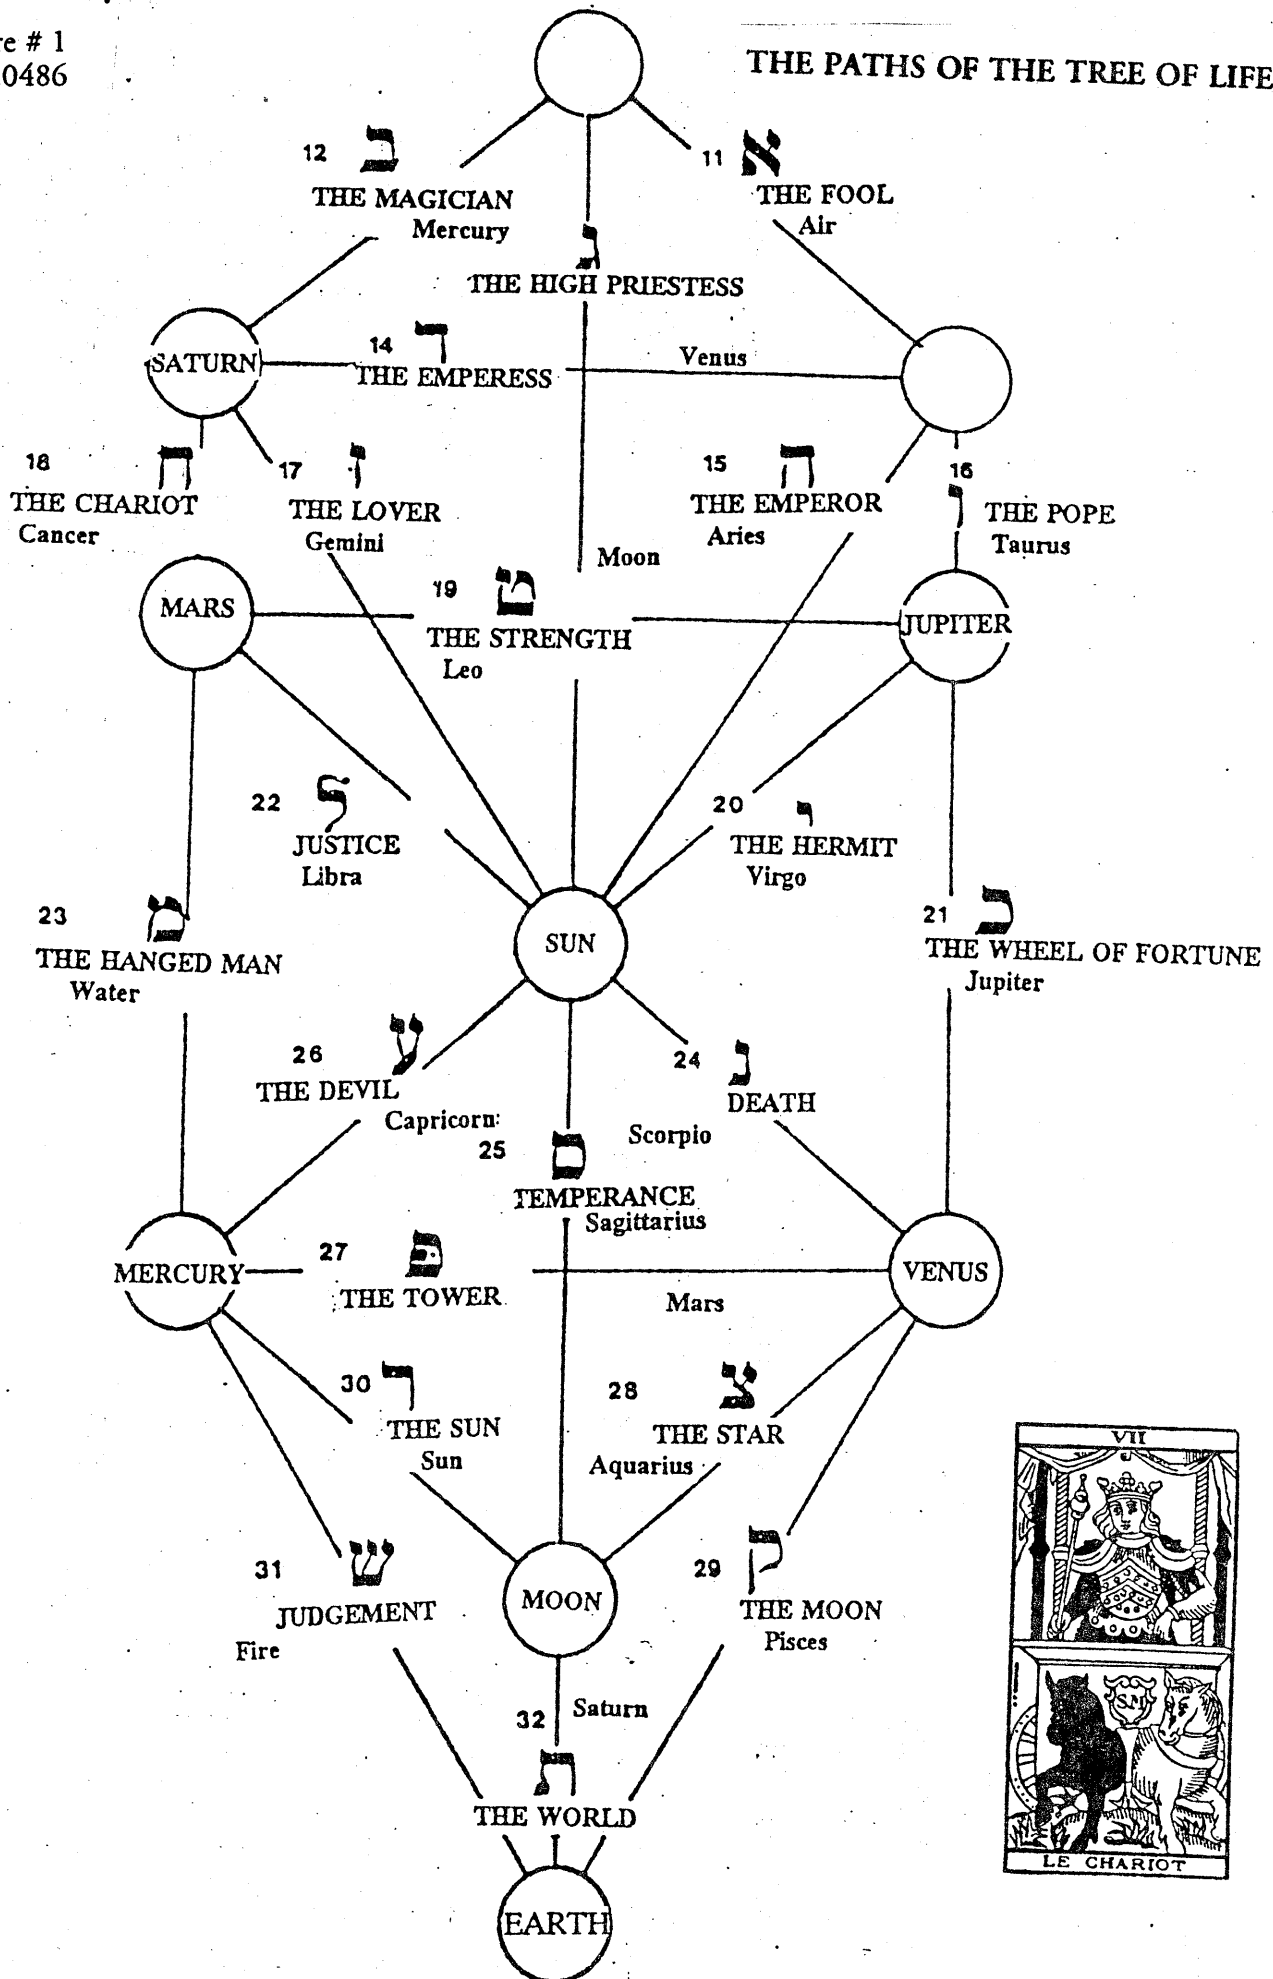 re # 1
0486
THE PATHS OF THE TREE OF LIFE
12 ב
THE MAGICIAN
Mercury
11 א
THE FOOL
Air
ג
THE HIGH PRIESTESS
SATURN
14 ד
THE EMPERESS
Venus
18 ח
THE CHARIOT
Cancer
17 ז
THE LOVER
Gemini
15 ה
THE EMPEROR
Aries
16
ו THE POPE
Taurus
Moon
MARS
19 ט
THE STRENGTH
Leo
JUPITER
22 ל
JUSTICE
Libra
20 י
THE HERMIT
Virgo
23 מ
THE HANGED MAN
Water
SUN
21 כ
THE WHEEL OF FORTUNE
Jupiter
26 ע
THE DEVIL
Capricorn
24 נ
DEATH
Scorpio
25 ם
TEMPERANCE
Sagittarius
MERCURY
27 פּ
THE TOWER
Mars
VENUS
30 ר
THE SUN
Sun
28 צ
THE STAR
Aquarius
VII
31 ש
JUDGEMENT
Fire
MOON
29 ק
THE MOON
Pisces
S.M
32 Saturn
ת
THE WORLD
LE CHARIOT
EARTH